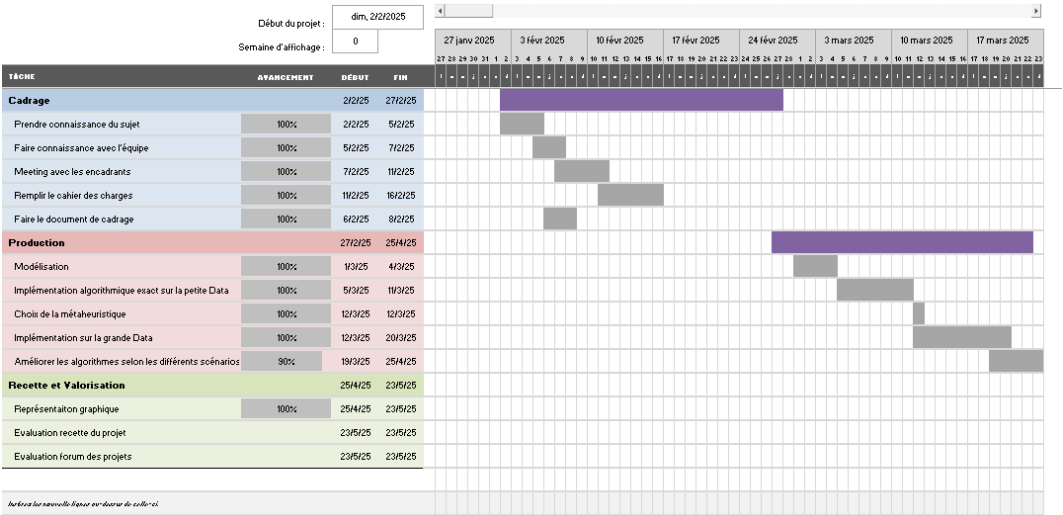 Début du projet : dim, 2/2/2025
Semaine d'affichage : 0
27 janv 2025 3 févr 2025 10 févr 2025 17 févr 2025 24 févr 2025 3 mars 2025 10 mars 2025 17 mars 2025
27 28 29 30 31 1 2 3 4 5 6 7 8 9 10 11 12 13 14 15 16 17 18 19 20 21 22 23 24 25 26 27 28 1 2 3 4 5 6 7 8 9 10 11 12 13 14 15 16 17 18 19 20 21 22 23
TÂCHE AVANCEMENT DÉBUT FIN
Cadrage 2/2/25 27/2/25
Prendre connaissance du sujet 100% 2/2/25 5/2/25
Faire connaissance avec l'équipe 100% 5/2/25 7/2/25
Meeting avec les encadrants 100% 7/2/25 11/2/25
Remplir le cahier des charges 100% 11/2/25 16/2/25
Faire le document de cadrage 100% 6/2/25 8/2/25
Production 27/2/25 25/4/25
Modélisation 100% 1/3/25 4/3/25
Implémentation algorithmique exact sur la petite Data 100% 5/3/25 11/3/25
Choix de la métaheuristique 100% 12/3/25 12/3/25
Implémentation sur la grande Data 100% 12/3/25 20/3/25
Améliorer les algorithmes selon les différents scénarios 90% 19/3/25 25/4/25
Recette et Valorisation 25/4/25 23/5/25
Représentaiton graphique 100% 25/4/25 23/5/25
Evaluation recette du projet 23/5/25 23/5/25
Evaluation forum des projets 23/5/25 23/5/25